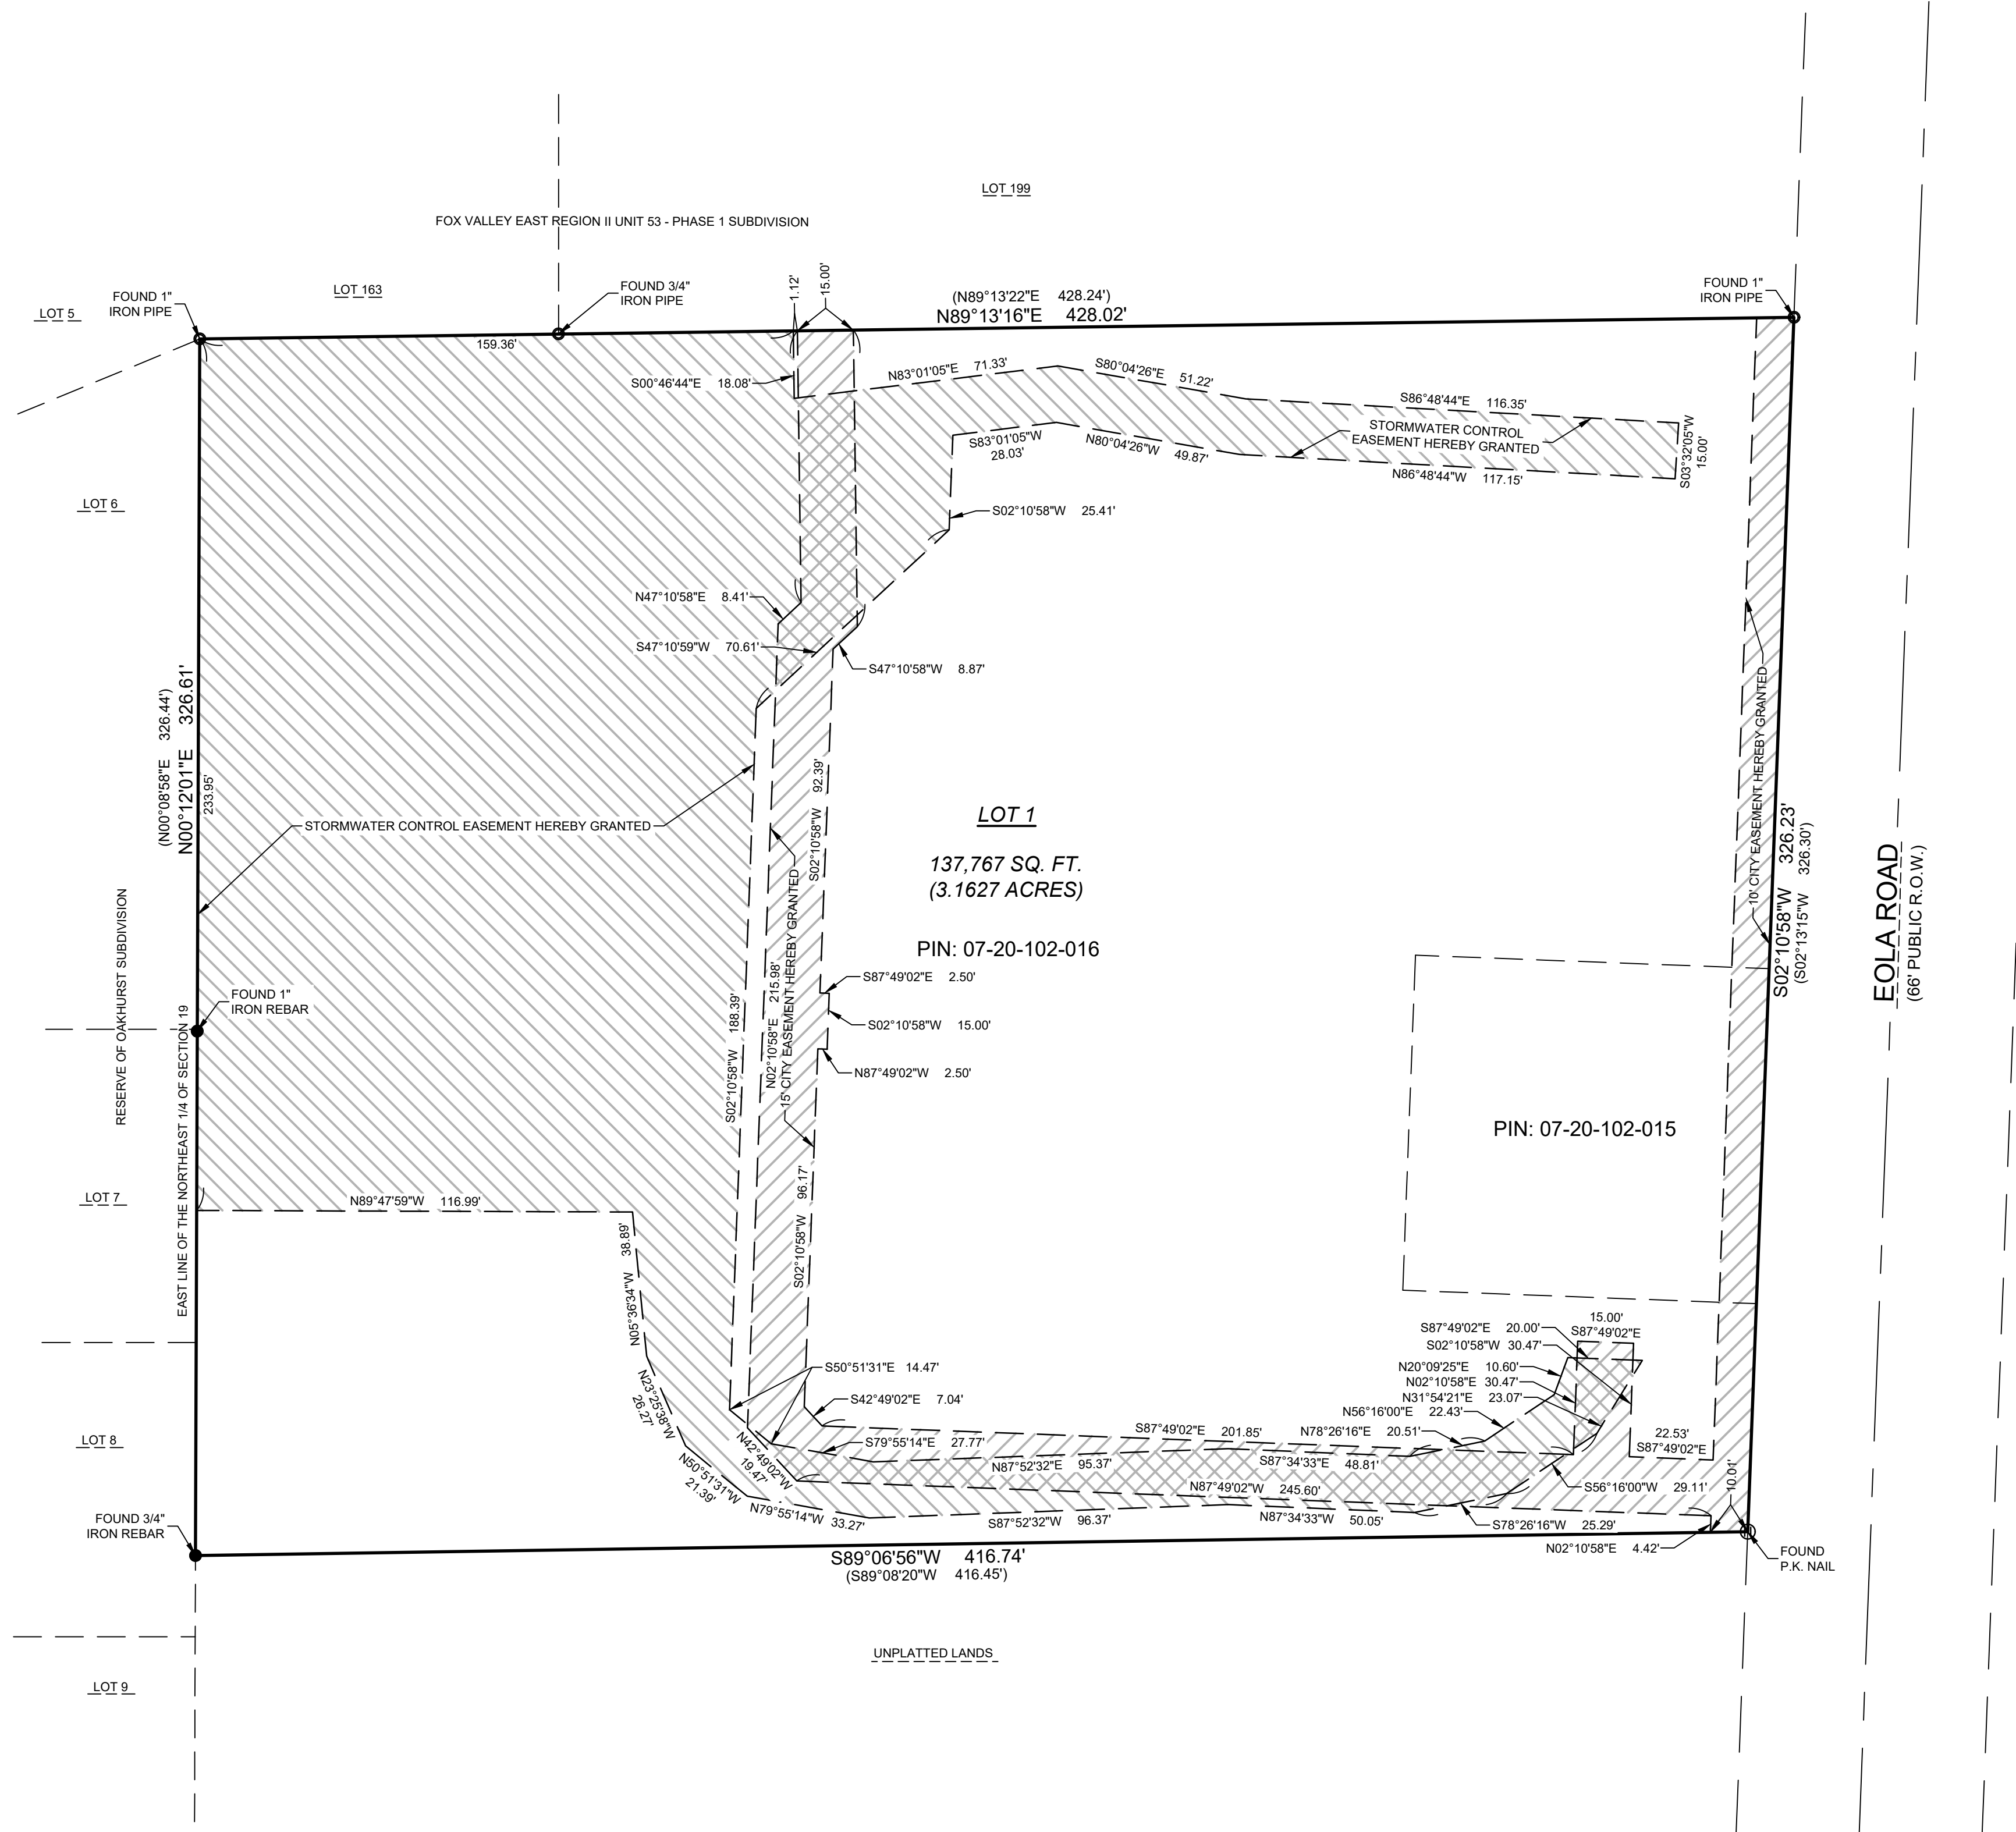 LOT 199
FOX VALLEY EAST REGION II UNIT 53 - PHASE 1 SUBDIVISION
FOUND 1"
IRON PIPE
LOT 163
LOT 5
FOUND 3/4"
IRON PIPE
1.12'
15.00'
(N89°13'22"E 428.24')
N89°13'16"E 428.02'
FOUND 1"
IRON PIPE
159.36'
S00°46'44"E 18.08'
N83°01'05"E 71.33'
S80°04'26"E 51.22'
S86°48'44"E 116.35'
STORMWATER CONTROL
EASEMENT HEREBY GRANTED
S83°01'05"W
28.03'
N80°04'26"W 49.87'
N86°48'44"W 117.15'
S03°32'05"W
15.00'
LOT 6
S02°10'58"W 25.41'
N47°10'58"E 8.41'
S47°10'59"W 70.61'
S47°10'58"W 8.87'
(N00°08'58"E 326.44')
N00°12'01"E 326.61'
233.95'
STORMWATER CONTROL EASEMENT HEREBY GRANTED
S02°10'58"W 92.39'
LOT 1
137,767 SQ. FT.
(3.1627 ACRES)
PIN: 07-20-102-016
10' CITY EASEMENT HEREBY GRANTED
S02°10'58"W 326.23'
(S02°13'15"W 326.30')
EOLA ROAD
(66' PUBLIC R.O.W.)
RESERVE OF OAKHURST SUBDIVISION
EAST LINE OF THE NORTHEAST 1/4 OF SECTION 19
FOUND 1"
IRON REBAR
S02°10'58"W 188.39'
N02°10'58"E 215.98'
15' CITY EASEMENT HEREBY GRANTED
S87°49'02"E 2.50'
S02°10'58"W 15.00'
N87°49'02"W 2.50'
PIN: 07-20-102-015
LOT 7
N89°47'59"W 116.99'
S02°10'58"W 96.17'
N05°36'34"W 38.89'
15.00'
S87°49'02"E
S87°49'02"E 20.00'
S02°10'58"W 30.47'
N20°09'25"E 10.60'
N02°10'58"E 30.47'
N31°54'21"E 23.07'
N56°16'00"E 22.43'
N78°26'16"E 20.51'
S50°51'31"E 14.47'
S42°49'02"E 7.04'
N23°25'38"W
26.27'
LOT 8
S87°49'02"E 201.85'
22.53'
S87°49'02"E
S79°55'14"E 27.77'
N42°49'02"W
19.47'
N87°52'32"E 95.37'
S87°34'33"E 48.81'
N50°51'31"W
21.39'
N87°49'02"W 245.60'
S56°16'00"W 29.11'
10.01'
N79°55'14"W 33.27'
S87°52'32"W 96.37'
N87°34'33"W 50.05'
S78°26'16"W 25.29'
FOUND 3/4"
IRON REBAR
N02°10'58"E 4.42'
FOUND
P.K. NAIL
S89°06'56"W 416.74'
(S89°08'20"W 416.45')
UNPLATTED LANDS
LOT 9